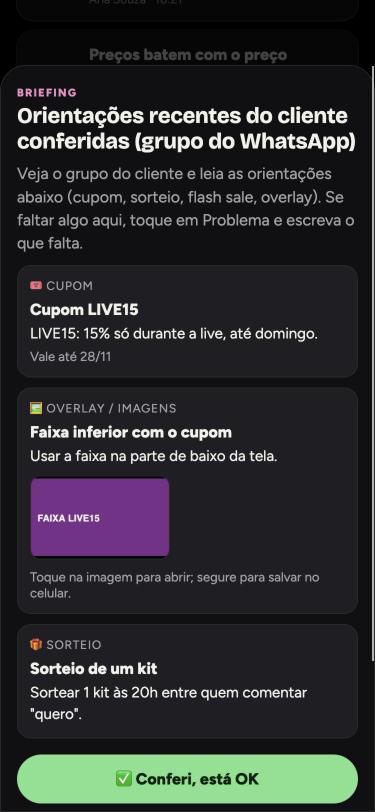 Ana Souza · 16:21
Preços batem com o preço
BRIEFING
Orientações recentes do cliente
conferidas (grupo do WhatsApp)
Veja o grupo do cliente e leia as orientações
abaixo (cupom, sorteio, flash sale, overlay). Se
faltar algo aqui, toque em Problema e escreva o
que falta.
CUPOM
Cupom LIVE15
LIVE15: 15% só durante a live, até domingo.
Vale até 28/11
OVERLAY / IMAGENS
Faixa inferior com o cupom
Usar a faixa na parte de baixo da tela.
FAIXA LIVE15
Toque na imagem para abrir; segure para salvar no
celular.
SORTEIO
Sorteio de um kit
Sortear 1 kit às 20h entre quem comentar
"quero".
✅ Conferi, está OK